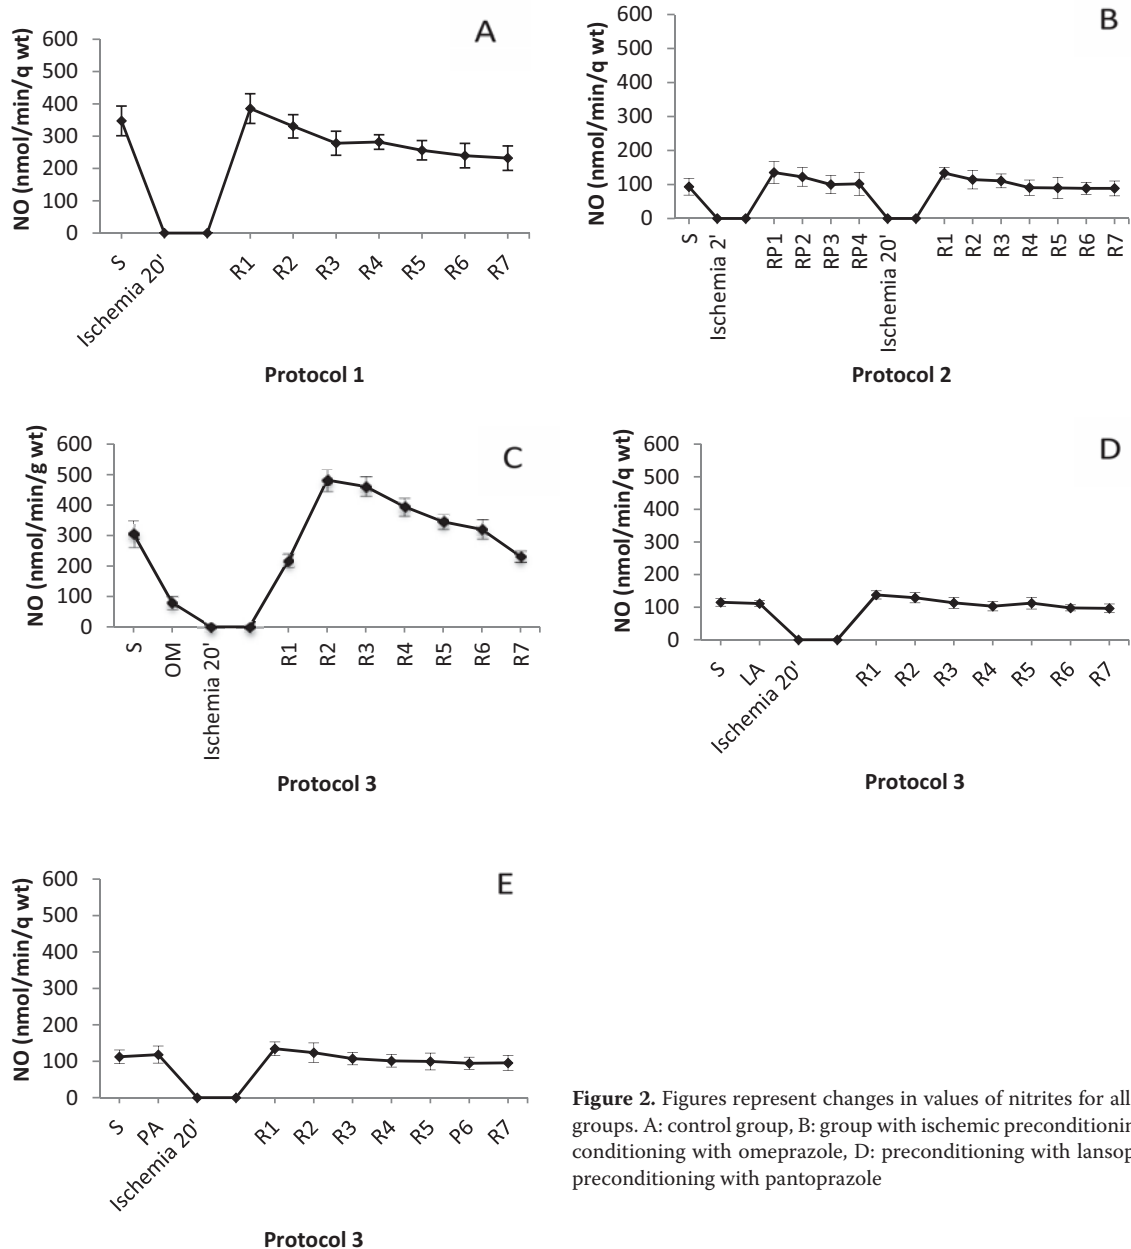 A
NO (nmol/min/q wt)
600
500
400
300
200
100
0
S
Ischemia 20'
R1
R2
R3
R4
R5
R6
R7
Protocol 1
B
NO (nmol/min/q wt)
600
500
400
300
200
100
0
S
Ischemia 2'
RP1
RP2
RP3
RP4
Ischemia 20'
R1
R2
R3
R4
R5
R6
R7
Protocol 2
C
NO (nmol/min/g wt)
600
500
400
300
200
100
0
S
OM
Ischemia 20'
R1
R2
R3
R4
R5
R6
R7
Protocol 3
D
NO (nmol/min/q wt)
600
500
400
300
200
100
0
S
LA
Ischemia 20'
R1
R2
R3
R4
R5
R6
R7
Protocol 3
E
NO (nmol/min/q wt)
600
500
400
300
200
100
0
S
PA
Ischemia 20'
R1
R2
R3
R4
R5
P6
R7
Protocol 3
Figure 2. Figures represent changes in values of nitrites for all
groups. A: control group, B: group with ischemic preconditionin
conditioning with omeprazole, D: preconditioning with lansop
preconditioning with pantoprazole